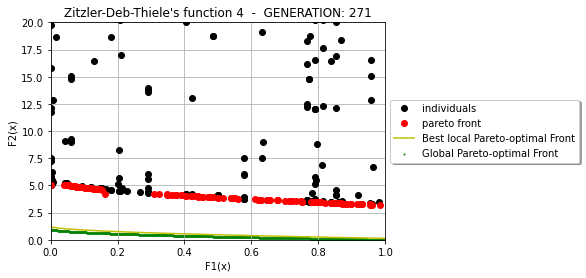 Zitzler-Deb-Thiele's function 4 - GENERATION: 271
20.0
17.5
15.0
12.5
10.0
7.5
5.0
2.5
0.0
F2(x)
0.0 0.2 0.4 0.6 0.8 1.0
F1(x)
individuals
pareto front
Best local Pareto-optimal Front
Global Pareto-optimal Front